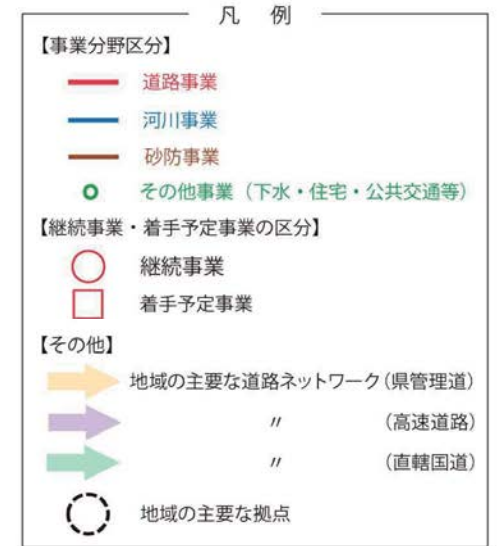 凡 例
【事業分野区分】
道路事業
河川事業
砂防事業
その他事業（下水・住宅・公共交通等）
【継続事業・着手予定事業の区分】
継続事業
着手予定事業
【その他】
地域の主要な道路ネットワーク（県管理道）
〃 （高速道路）
〃 （直轄国道）
地域の主要な拠点